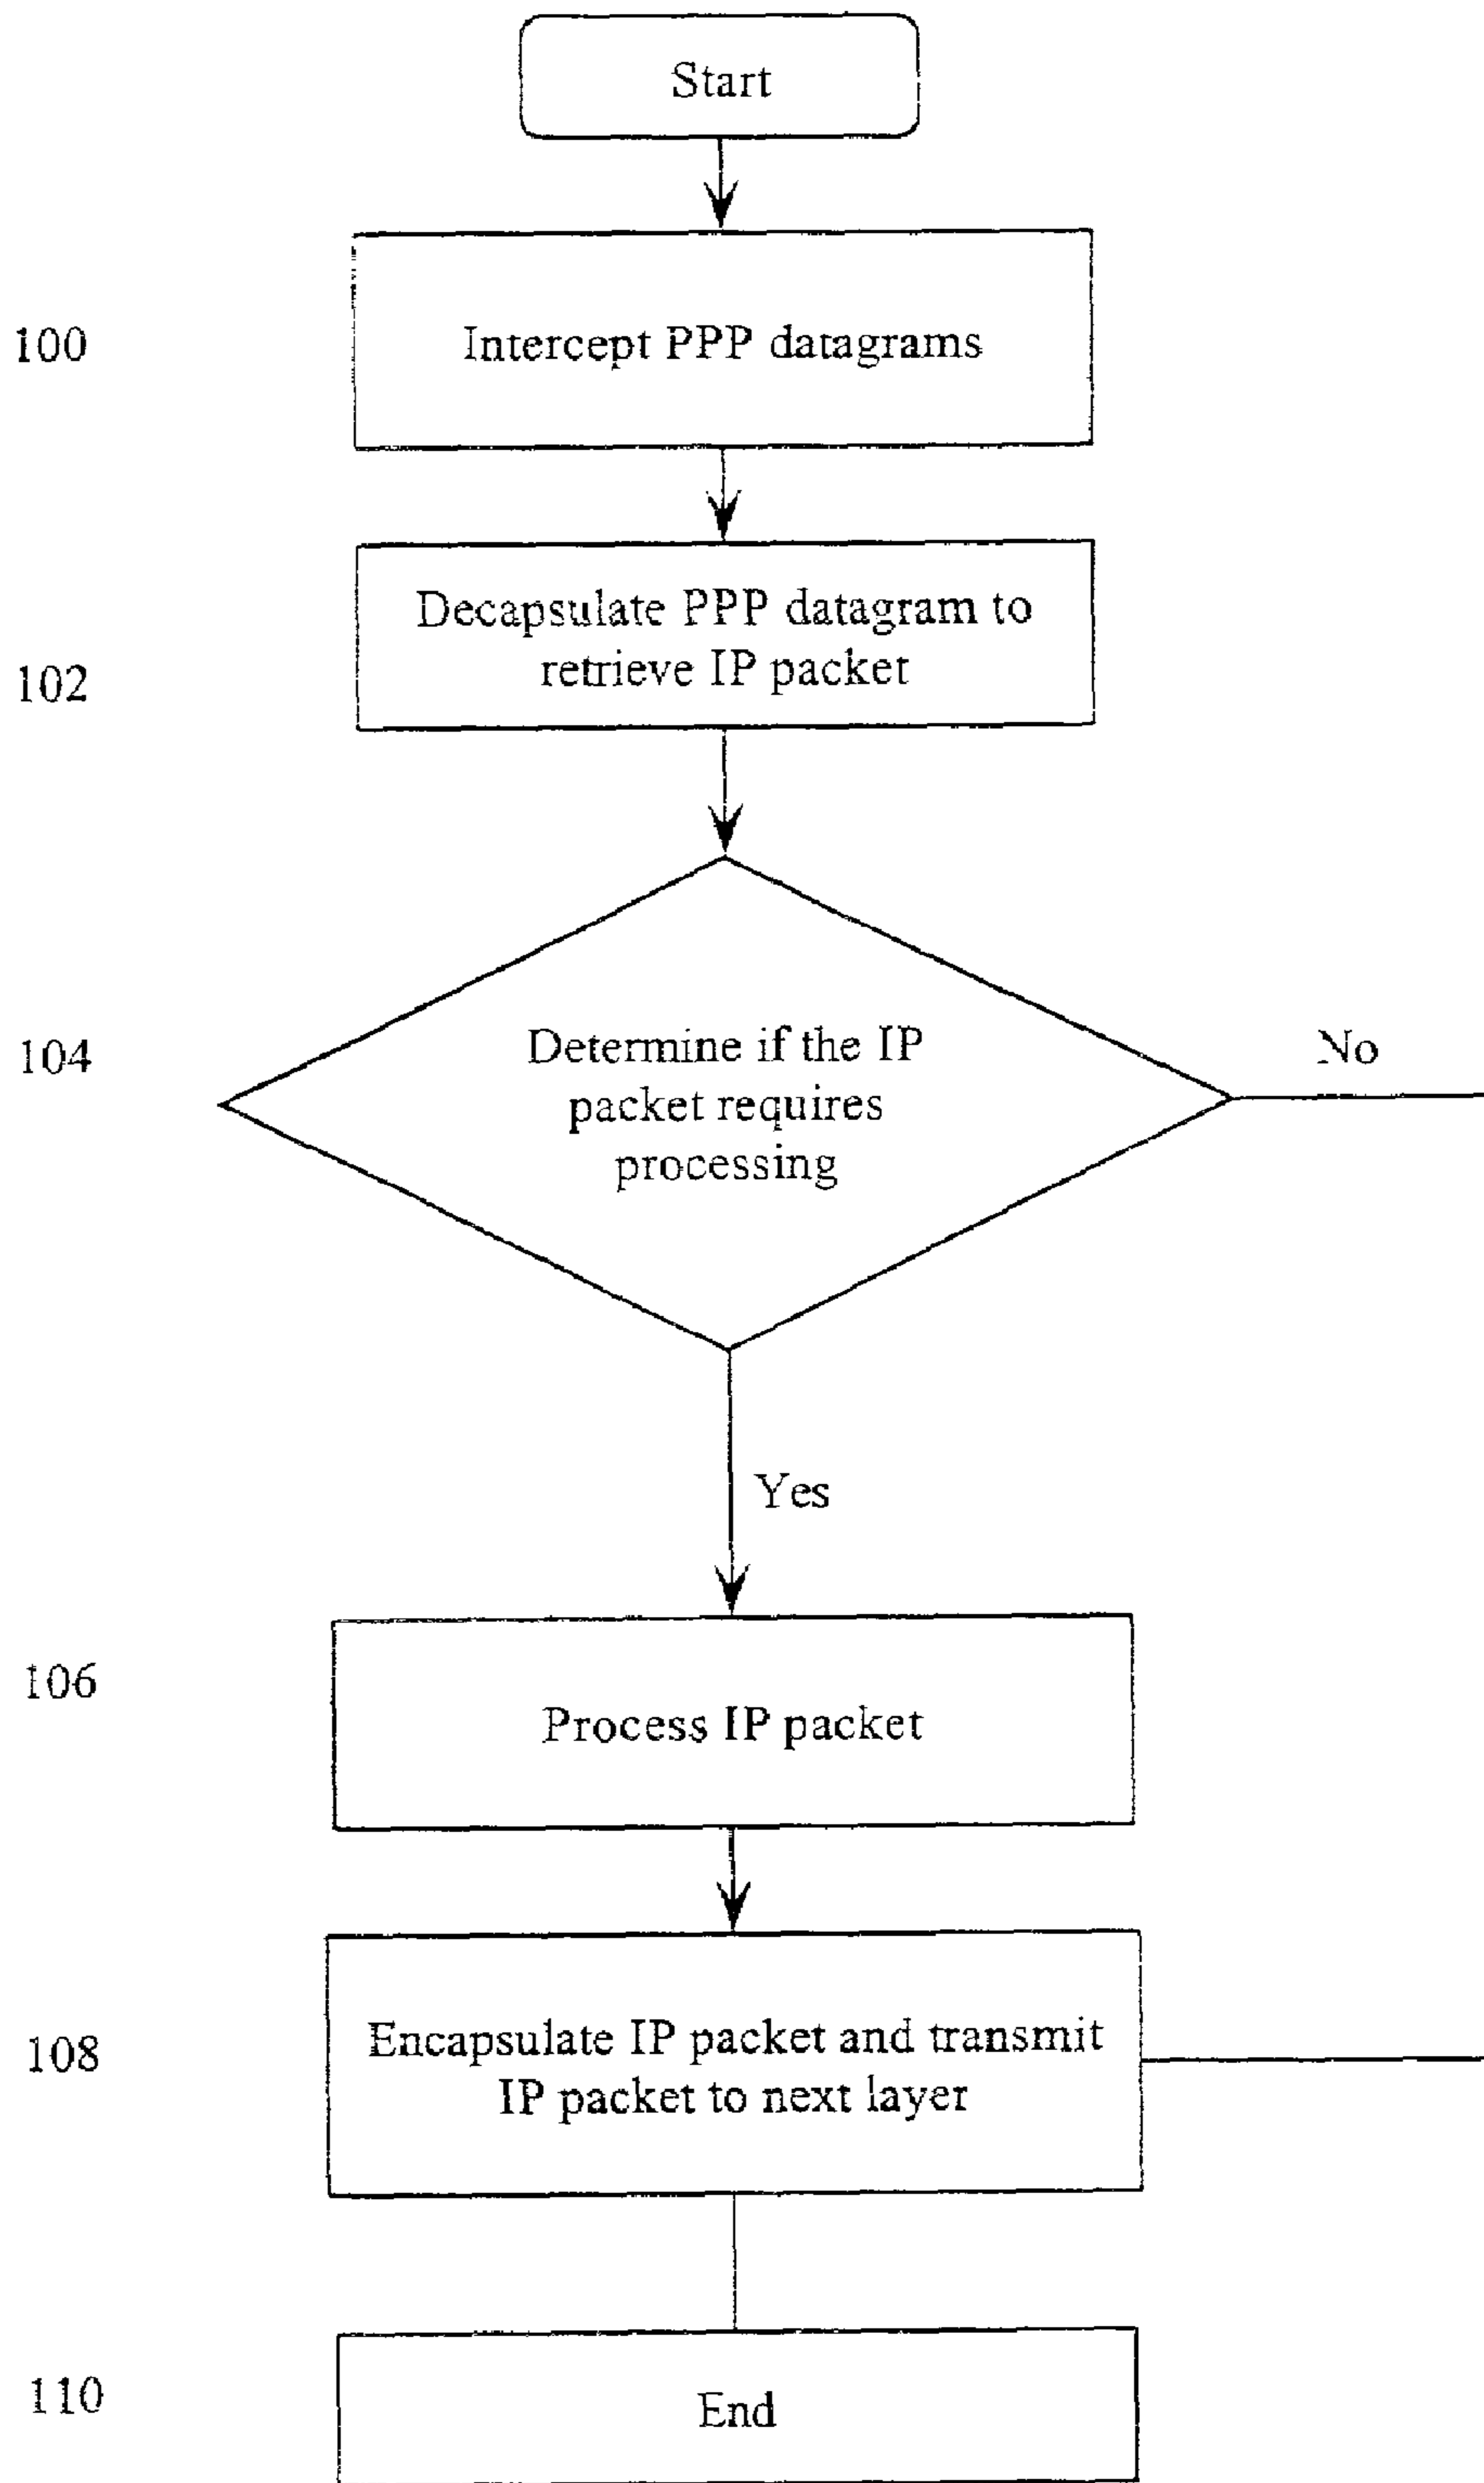 Start
100
Intercept PPP datagrams
102
Decapsulate PPP datagram to
retrieve IP packet
104
Determine if the IP
packet requires
processing
No
Yes
106
Process IP packet
108
Encapsulate IP packet and transmit
IP packet to next layer
110
End